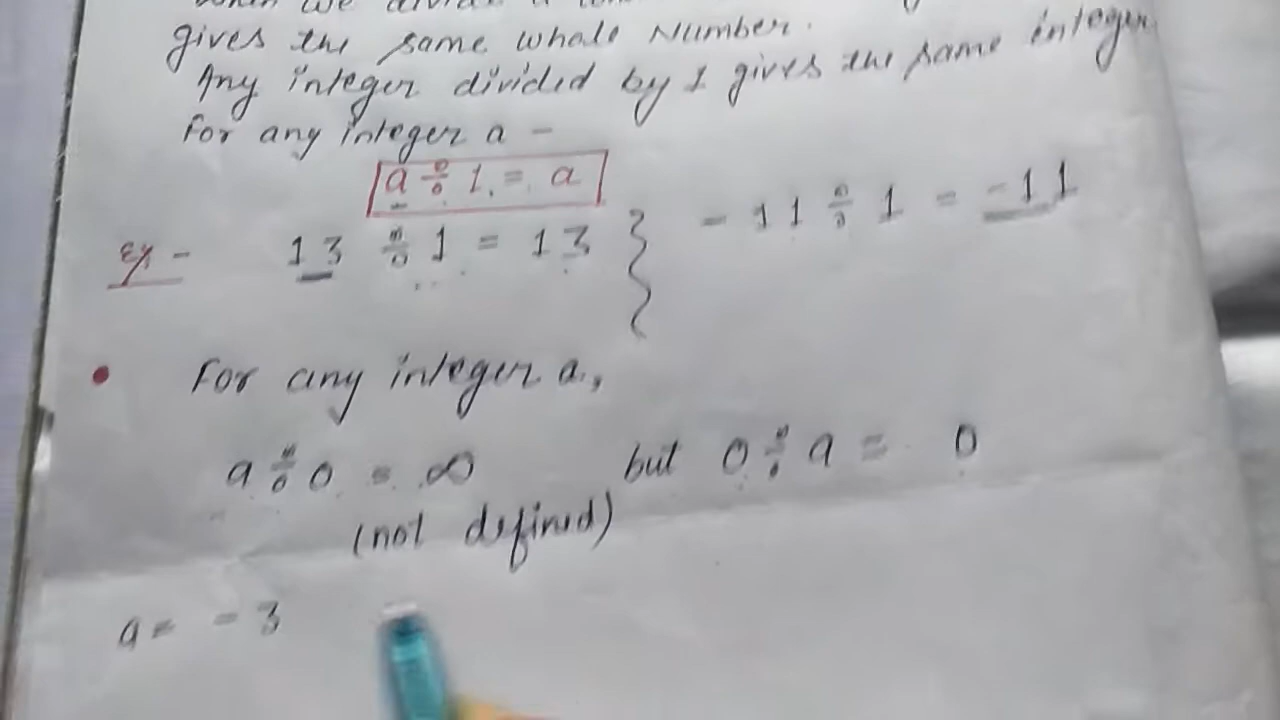 gives the same whole Number.
Any integer divided by 1 gives the same integer
For any integer a -
a ÷ 1 = a
Ex - 13 ÷ 1 = 13 } - 11 ÷ 1 = -11
• For any integer a,
a ÷ 0 = ∞ but 0 ÷ a = 0
(not defined)
a = - 3